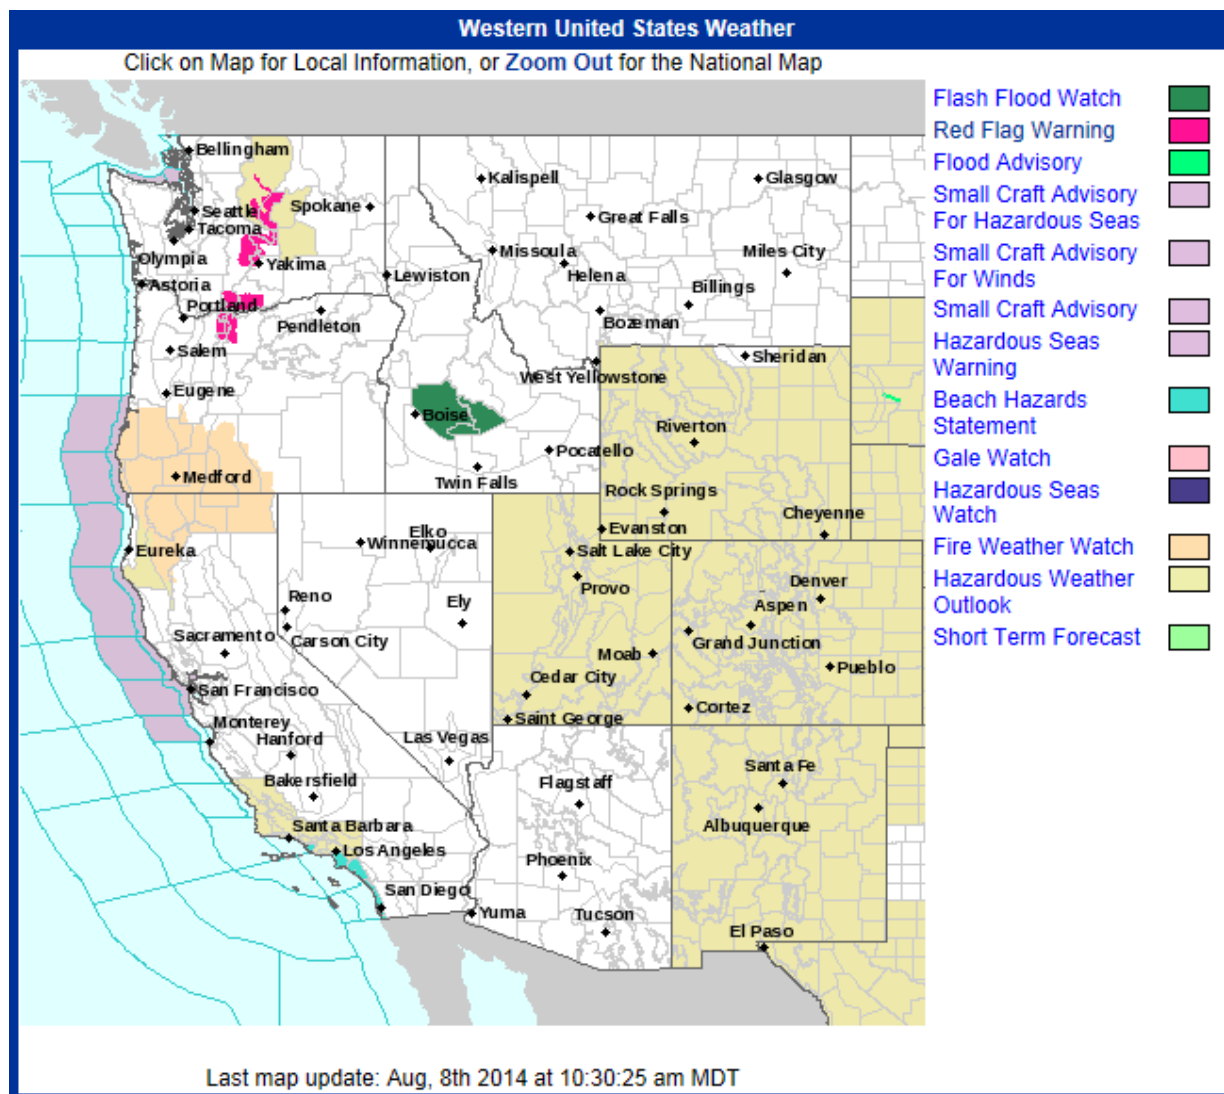 Western United States Weather
Click on Map for Local Information, or Zoom Out for the National Map
Flash Flood Watch
Red Flag Warning
Flood Advisory
Small Craft Advisory
For Hazardous Seas
Small Craft Advisory
For Winds
Small Craft Advisory
Hazardous Seas
Warning
Beach Hazards
Statement
Gale Watch
Hazardous Seas
Watch
Fire Weather Watch
Hazardous Weather
Outlook
Short Term Forecast
Bellingham
Kalispell
Glasgow
Seattle
Spokane
Great Falls
Tacoma
Olympia
Yakima
Missoula
Miles City
Lewiston
Helena
Astoria
Billings
Portland
Pendleton
Bozeman
Salem
Sheridan
West Yellowstone
Eugene
Boise
Riverton
Pocatello
Medford
Twin Falls
Rock Springs
Cheyenne
Evanston
Elko
Winnemucca
Eureka
Salt Lake City
Provo
Denver
Reno
Ely
Aspen
Sacramento
Carson City
Grand Junction
Moab
Pueblo
Cedar City
San Francisco
Cortez
Saint George
Monterey
Hanford
Las Vegas
Santa Fe
Bakersfield
Flagstaff
Santa Barbara
Albuquerque
Los Angeles
Phoenix
San Diego
Yuma
Tucson
El Paso
Last map update: Aug, 8th 2014 at 10:30:25 am MDT